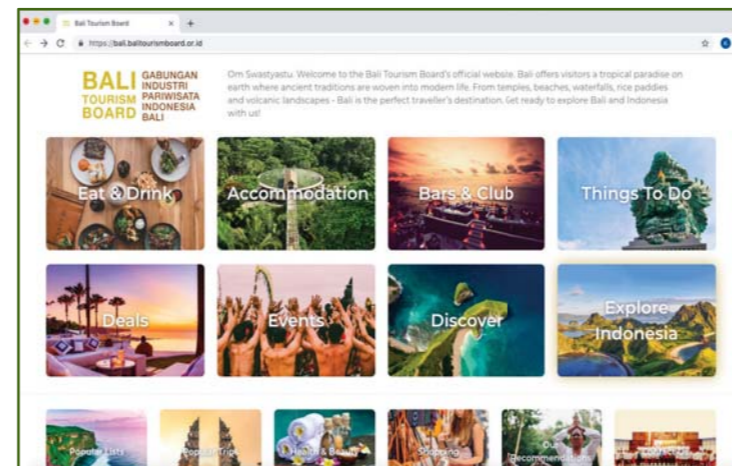 Bali Tourism Board
https://bali.balitourismboard.or.id
BALI
TOURISM
BOARD
GABUNGAN
INDUSTRI
PARIWISATA
INDONESIA
BALI
Om Swastyastu. Welcome to the Bali Tourism Board's official website. Bali offers visitors a tropical paradise on
earth where ancient traditions are woven into modern life. From temples, beaches, waterfalls, rice paddies
and volcanic landscapes - Bali is the perfect traveller's destination. Get ready to explore Bali and Indonesia
with us!
Eat & Drink
Accommodation
Bars & Club
Things To Do
Deals
Events
Discover
Explore
Indonesia
Popular Lists
Popular Trips
Health & Beauty
Shopping
Our
Recommendations
Contact Us